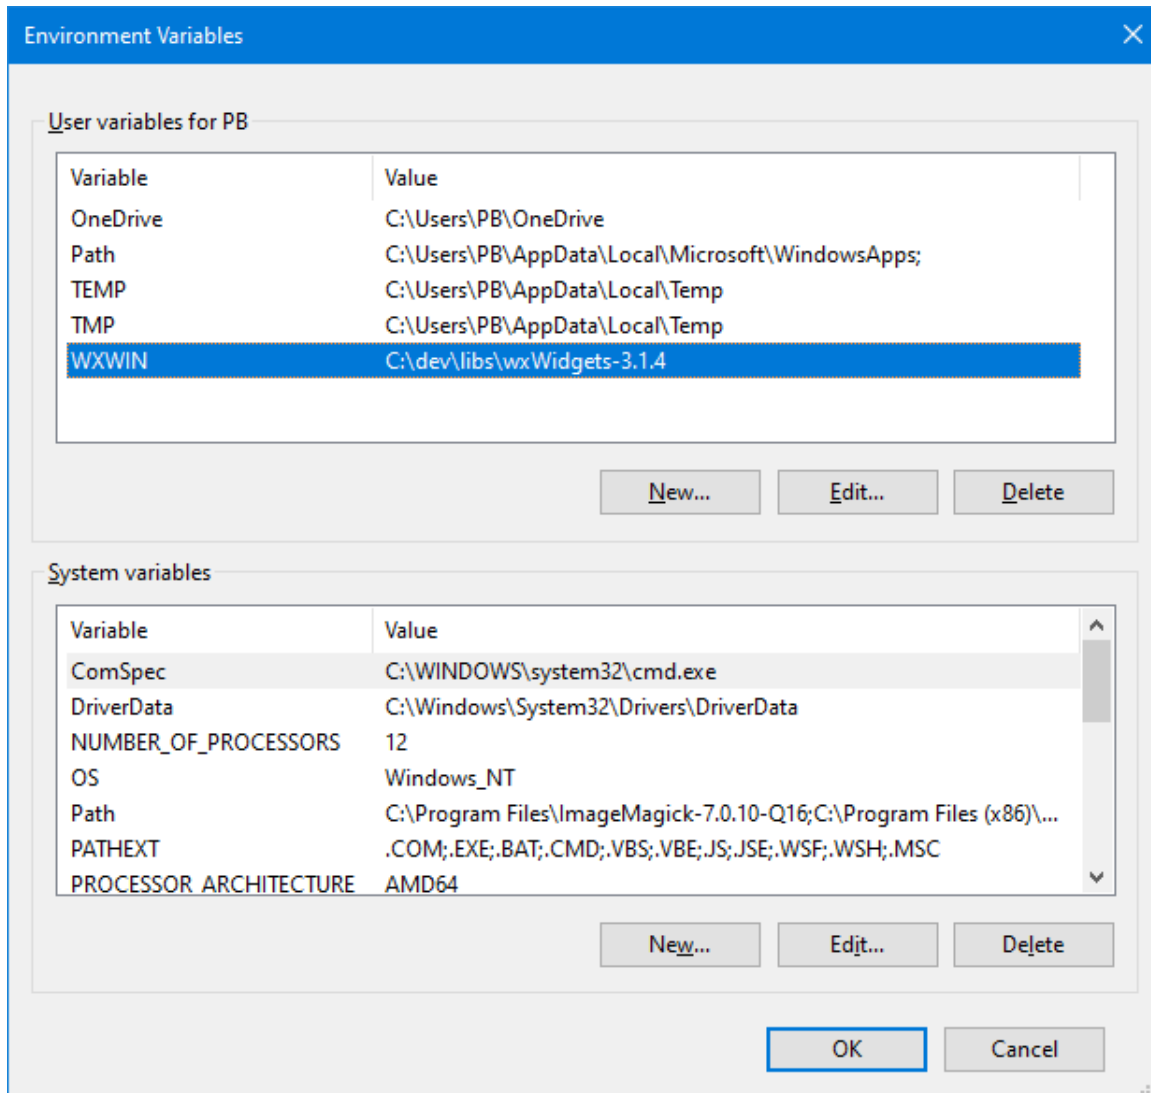 Environment Variables
User variables for PB
Variable Value
OneDrive C:\Users\PB\OneDrive
Path C:\Users\PB\AppData\Local\Microsoft\WindowsApps;
TEMP C:\Users\PB\AppData\Local\Temp
TMP C:\Users\PB\AppData\Local\Temp
WXWIN C:\dev\libs\wxWidgets-3.1.4
New... Edit... Delete
System variables
Variable Value
ComSpec C:\WINDOWS\system32\cmd.exe
DriverData C:\Windows\System32\Drivers\DriverData
NUMBER_OF_PROCESSORS 12
OS Windows_NT
Path C:\Program Files\ImageMagick-7.0.10-Q16;C:\Program Files (x86)\...
PATHEXT .COM;.EXE;.BAT;.CMD;.VBS;.VBE;.JS;.JSE;.WSF;.WSH;.MSC
PROCESSOR_ARCHITECTURE AMD64
New... Edit... Delete
OK Cancel